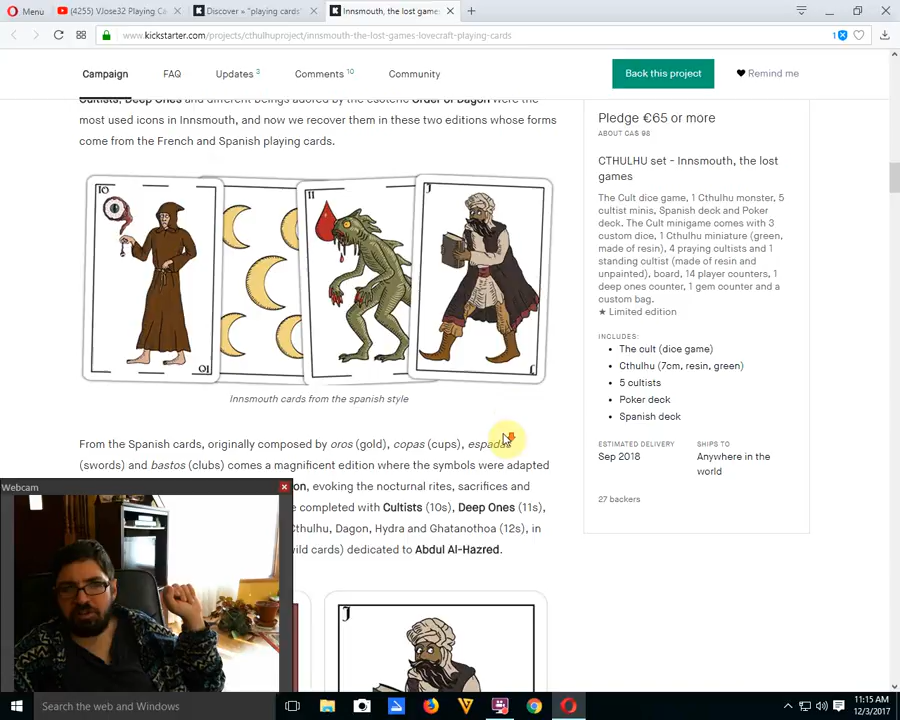 Menu
(4255) VJose32 Playing Ca
Discover » "playing cards"
Innsmouth, the lost game
www.kickstarter.com/projects/cthulhuproject/innsmouth-the-lost-games-lovecraft-playing-cards
1
Campaign FAQ Updates 3 Comments 10 Community
Back this project Remind me
Cultists, Deep Ones and different beings adored by the esoteric Order of Dagon were the
most used icons in Innsmouth, and now we recover them in these two editions whose forms
come from the French and Spanish playing cards.
10
11
J
10
J
Innsmouth cards from the spanish style
From the Spanish cards, originally composed by oros (gold), copas (cups), espadas
(swords) and bastos (clubs) comes a magnificent edition where the symbols were adapted
on, evoking the nocturnal rites, sacrifices and
e completed with Cultists (10s), Deep Ones (11s)
Cthulhu, Dagon, Hydra and Ghatanothoa (12s), in
wild cards) dedicated to Abdul Al-Hazred.
J
Pledge €65 or more
ABOUT CA$ 98
CTHULHU set - Innsmouth, the lost
games
The Cult dice game, 1 Cthulhu monster, 5
cultist minis, Spanish deck and Poker
deck. The Cult minigame comes with 3
custom dice, 1 Cthulhu miniature (green,
made of resin), 4 praying cultists and 1
standing cultist (made of resin and
unpainted), board, 14 player counters, 1
deep ones counter, 1 gem counter and a
custom bag.
★ Limited edition
INCLUDES:
• The cult (dice game)
• Cthulhu (7cm, resin, green)
• 5 cultists
• Poker deck
• Spanish deck
ESTIMATED DELIVERY SHIPS TO
Sep 2018 Anywhere in the
world
27 backers
Webcam
Search the web and Windows
11:15 AM
12/3/2017